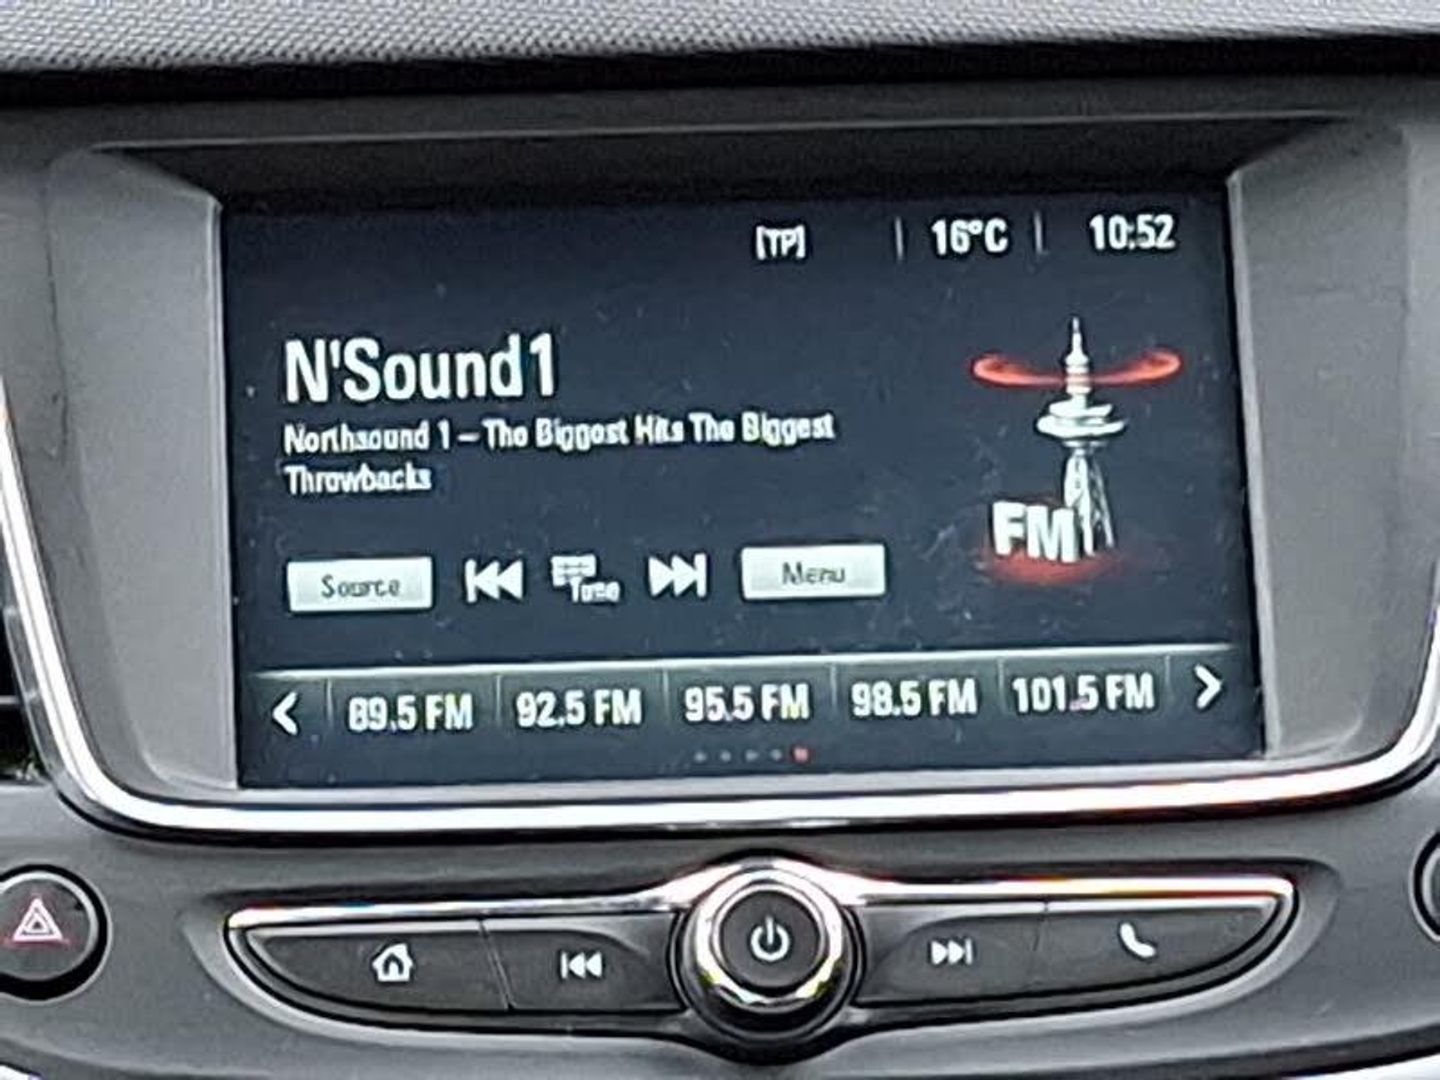 [TP] | 16°C | 10:52
N'Sound1
Northsound 1 – The Biggest Hits The Biggest
Throwbacks
FM
Source Tune Menu
89.5 FM 92.5 FM 95.5 FM 98.5 FM 101.5 FM